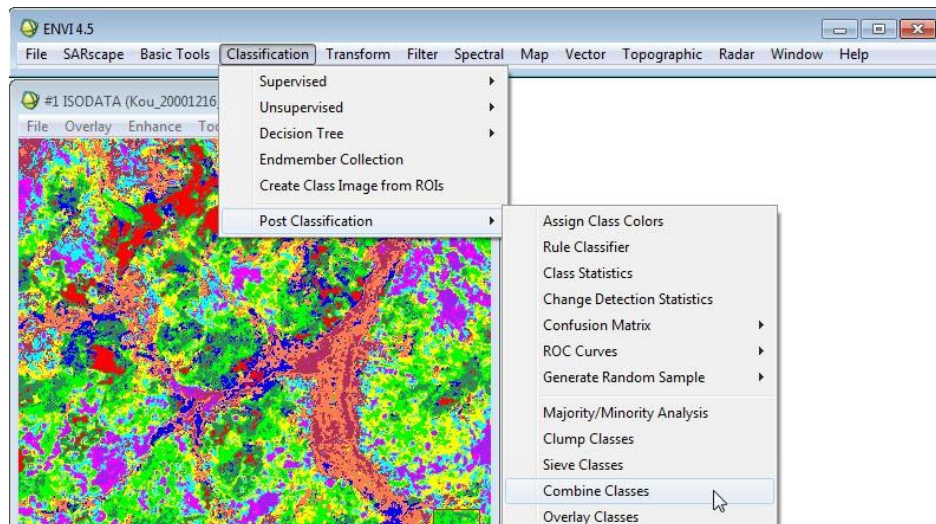 ENVI 4.5
File SARscape Basic Tools Classification Transform Filter Spectral Map Vector Topographic Radar Window Help
#1 ISODATA (Kou_20001216
File Overlay Enhance
Supervised
Unsupervised
Decision Tree
Endmember Collection
Create Class Image from ROIs
Post Classification
Assign Class Colors
Rule Classifier
Class Statistics
Change Detection Statistics
Confusion Matrix
ROC Curves
Generate Random Sample
Majority/Minority Analysis
Clump Classes
Sieve Classes
Combine Classes
Overlay Classes